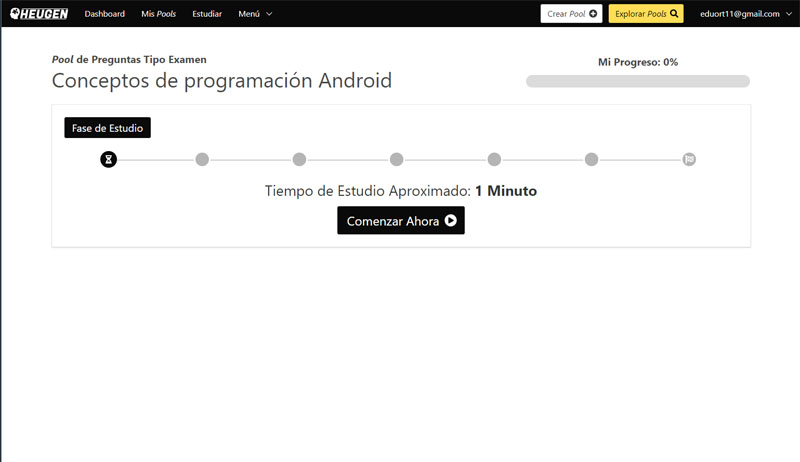 HEUGEN Dashboard Mis Pools Estudiar Menú Crear Pool Explorar Pools eduort11@gmail.com
Pool de Preguntas Tipo Examen
Conceptos de programación Android
Mi Progreso: 0%
Fase de Estudio
Tiempo de Estudio Aproximado: 1 Minuto
Comenzar Ahora